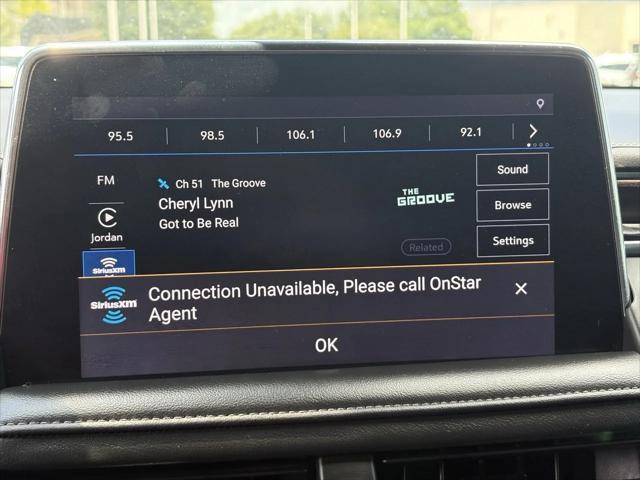 95.5 98.5 106.1 106.9 92.1
FM
Ch 51 The Groove
Cheryl Lynn
Got to Be Real
THE
GROOVE
Sound
Browse
Settings
Related
Jordan
SiriusXM
SiriusXM
Connection Unavailable, Please call OnStar
Agent
OK